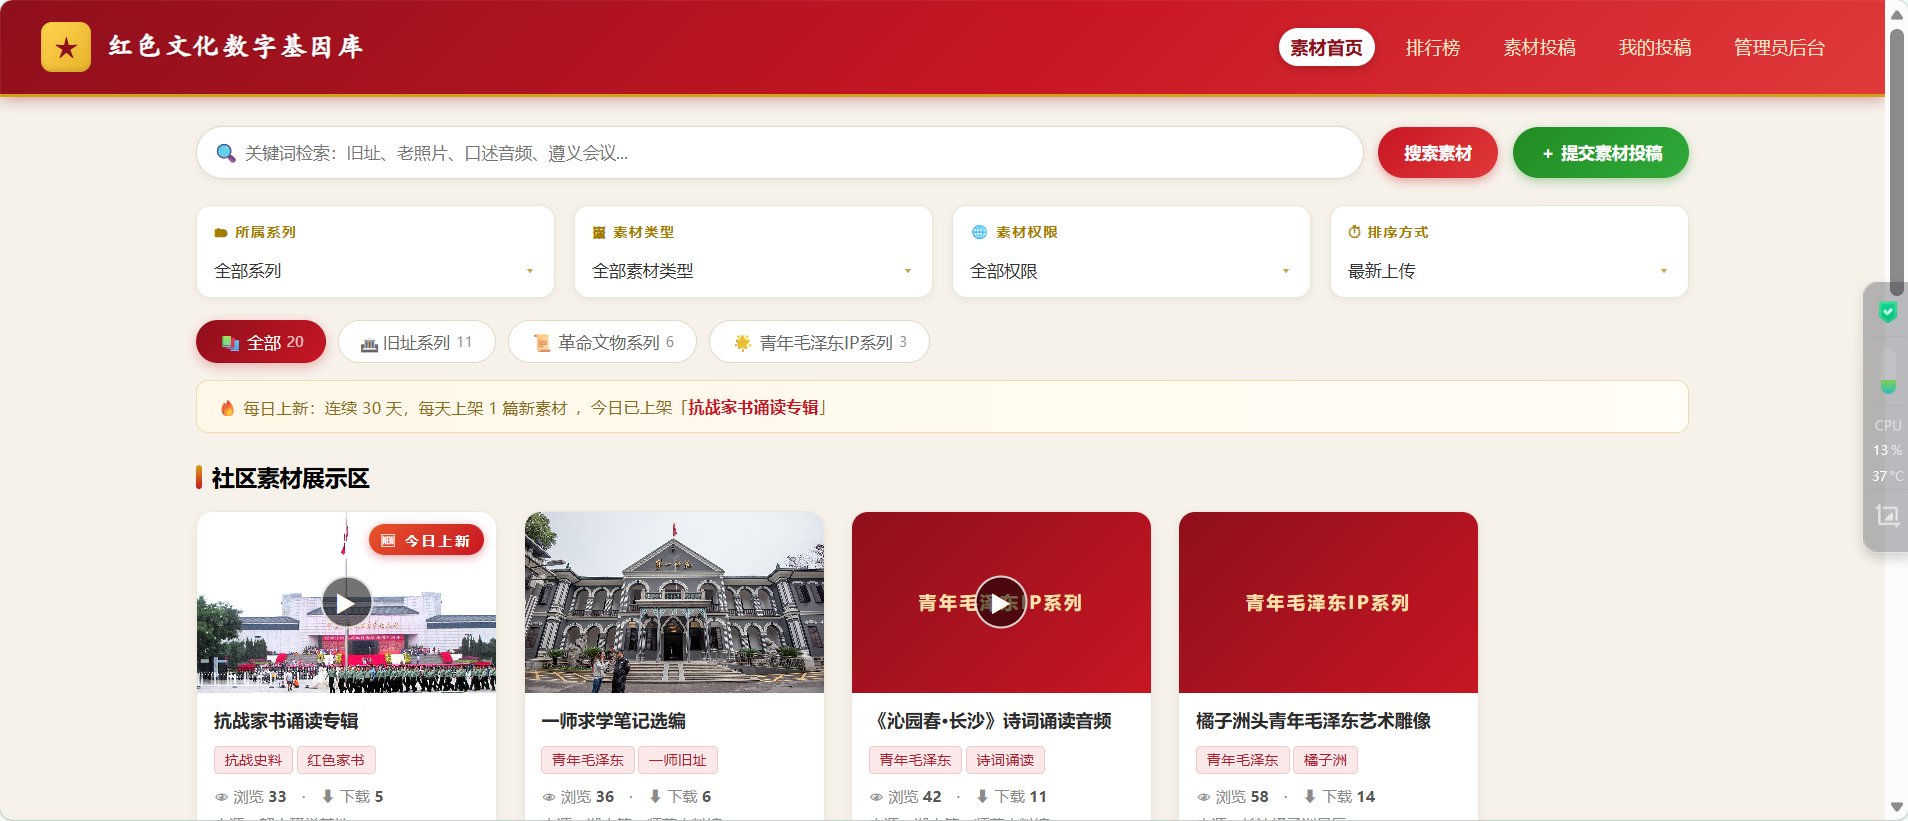 红色文化数字基因库
素材首页 排行榜 素材投稿 我的投稿 管理员后台
关键词检索：旧址、老照片、口述音频、遵义会议...
搜索素材
+ 提交素材投稿
所属系列
全部系列
素材类型
全部素材类型
素材权限
全部权限
排序方式
最新上传
全部 20
旧址系列 11
革命文物系列 6
青年毛泽东IP系列 3
每日上新：连续 30 天，每天上架 1 篇新素材 ，今日已上架「抗战家书诵读专辑」
社区素材展示区
NEW 今日上新
抗战家书诵读专辑
抗战史料 红色家书
浏览 33 · 下载 5
第一师范
一师求学笔记选编
青年毛泽东 一师旧址
浏览 36 · 下载 6
青年毛泽东IP系列
《沁园春·长沙》诗词诵读音频
青年毛泽东 诗词诵读
浏览 42 · 下载 11
青年毛泽东IP系列
橘子洲头青年毛泽东艺术雕像
青年毛泽东 橘子洲
浏览 58 · 下载 14
CPU
13 %
37 °C